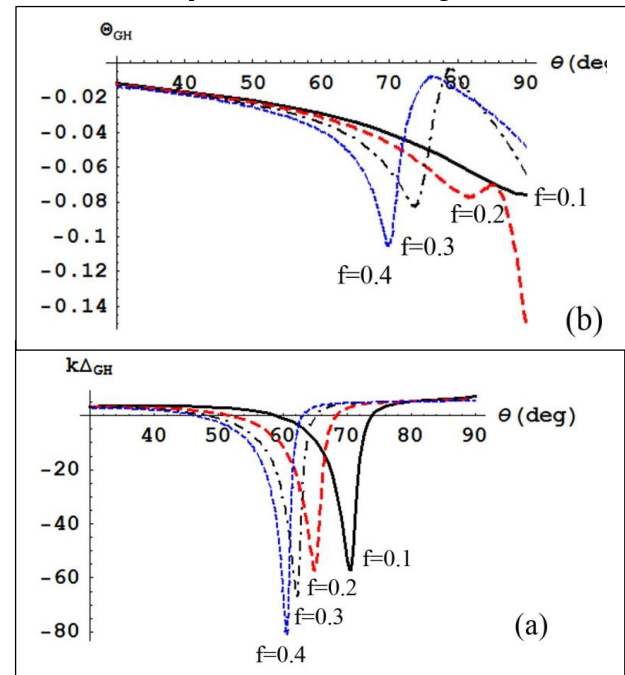 Θ_GH
θ(deg
40 50 60 70 80 90
-0.02
-0.04
-0.06
-0.08
-0.1
-0.12
-0.14
f=0.1
f=0.2
f=0.3
f=0.4
(b)
kΔ_GH
θ(deg)
40 50 60 70 80 90
-20
-40
-60
-80
f=0.1
f=0.2
f=0.3
f=0.4
(a)